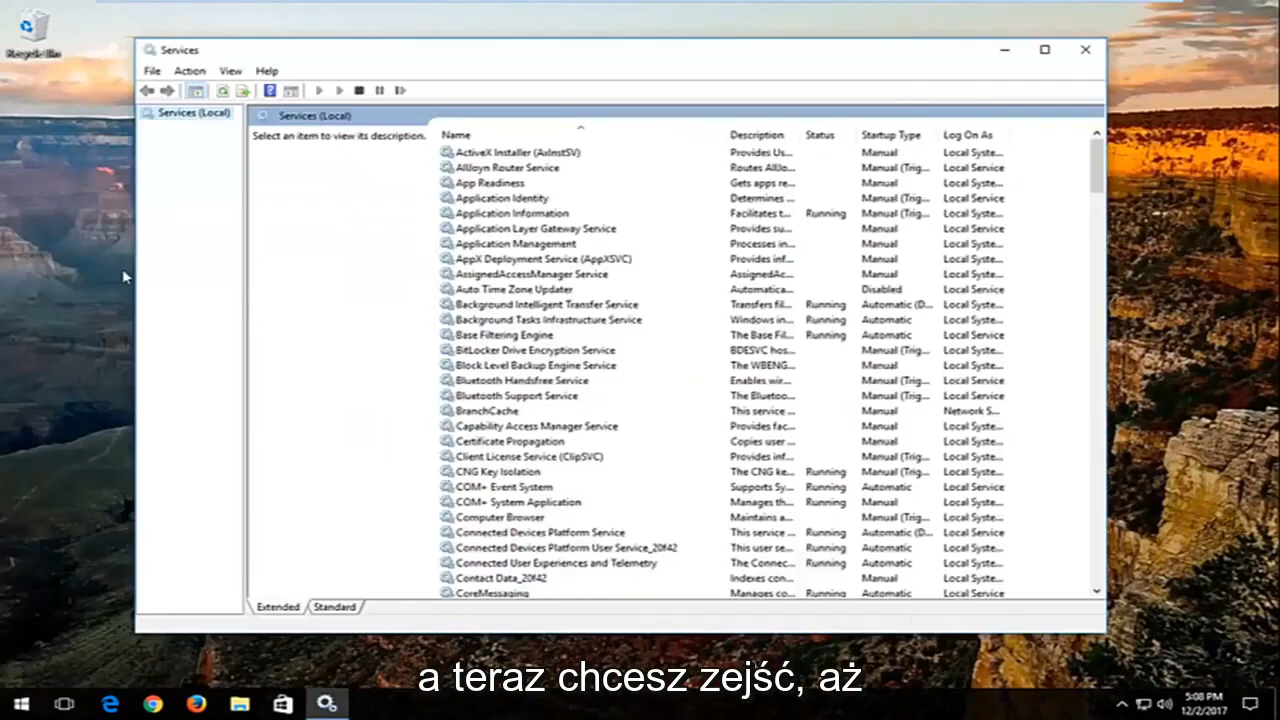 Recycle Bin
Services
File Action View Help
Services (Local)
Services (Local)
Select an item to view its description.
Name Description Status Startup Type Log On As
ActiveX Installer (AxInstSV) Provides Us... Manual Local Syste...
AllJoyn Router Service Routes AllJo... Manual (Trig... Local Service
App Readiness Gets apps re... Manual Local Syste...
Application Identity Determines ... Manual (Trig... Local Service
Application Information Facilitates t... Running Manual (Trig... Local Syste...
Application Layer Gateway Service Provides su... Manual Local Service
Application Management Processes in... Manual Local Syste...
AppX Deployment Service (AppXSVC) Provides inf... Manual Local Syste...
AssignedAccessManager Service AssignedAc... Manual Local Syste...
Auto Time Zone Updater Automatica... Disabled Local Service
Background Intelligent Transfer Service Transfers fil... Running Automatic (D... Local Syste...
Background Tasks Infrastructure Service Windows in... Running Automatic Local Syste...
Base Filtering Engine The Base Fil... Running Automatic Local Service
BitLocker Drive Encryption Service BDESVC hos... Manual (Trig... Local Syste...
Block Level Backup Engine Service The WBENG... Manual Local Syste...
Bluetooth Handsfree Service Enables wir... Manual (Trig... Local Service
Bluetooth Support Service The Bluetoo... Manual (Trig... Local Service
BranchCache This service ... Manual Network S...
Capability Access Manager Service Provides fac... Manual Local Syste...
Certificate Propagation Copies user ... Manual Local Syste...
Client License Service (ClipSVC) Provides inf... Manual (Trig... Local Syste...
CNG Key Isolation The CNG ke... Running Manual (Trig... Local Syste...
COM+ Event System Supports Sy... Running Automatic Local Service
COM+ System Application Manages th... Running Manual Local Syste...
Computer Browser Maintains a... Manual (Trig... Local Syste...
Connected Devices Platform Service This service ... Running Automatic (D... Local Service
Connected Devices Platform User Service_20f42 This user se... Running Automatic Local Syste...
Connected User Experiences and Telemetry The Connec... Running Automatic Local Syste...
Contact Data_20f42 Indexes con... Manual Local Syste...
CoreMessaging Manages co... Running Automatic Local Service
Extended Standard
a teraz chcesz zejść, aż
5:08 PM
12/2/2017